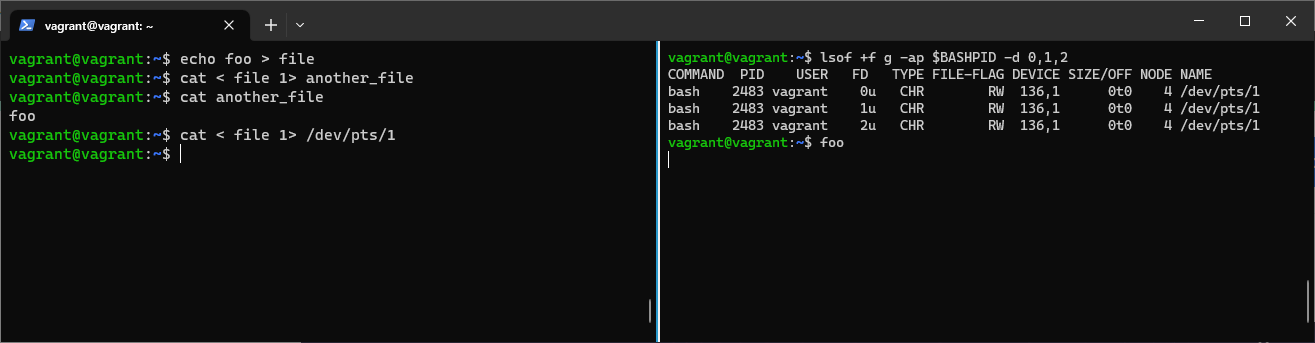 vagrant@vagrant: ~
vagrant@vagrant:~$ echo foo > file
vagrant@vagrant:~$ cat < file 1> another_file
vagrant@vagrant:~$ cat another_file
foo
vagrant@vagrant:~$ cat < file 1> /dev/pts/1
vagrant@vagrant:~$
vagrant@vagrant:~$ lsof +f g -ap $BASHPID -d 0,1,2
COMMAND  PID    USER   FD   TYPE FILE-FLAG DEVICE SIZE/OFF NODE NAME
bash    2483 vagrant   0u   CHR        RW  136,1      0t0    4 /dev/pts/1
bash    2483 vagrant   1u   CHR        RW  136,1      0t0    4 /dev/pts/1
bash    2483 vagrant   2u   CHR        RW  136,1      0t0    4 /dev/pts/1
vagrant@vagrant:~$ foo